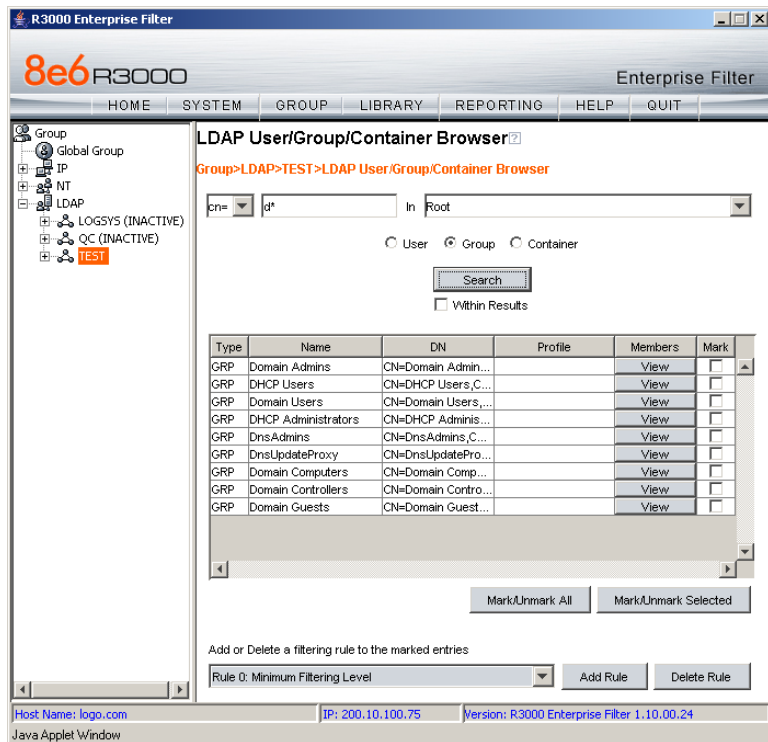 R3000 Enterprise Filter
8e6 R3000
Enterprise Filter
HOME SYSTEM GROUP LIBRARY REPORTING HELP QUIT
Group
Global Group
IP
NT
LDAP
LOGSYS (INACTIVE)
QC (INACTIVE)
TEST
LDAP User/Group/Container Browser
Group>LDAP>TEST>LDAP User/Group/Container Browser
cn= d* In Root
User Group Container
Search
Within Results
Type Name DN Profile Members Mark
GRP Domain Admins CN=Domain Admin... View
GRP DHCP Users CN=DHCP Users,C... View
GRP Domain Users CN=Domain Users,... View
GRP DHCP Administrators CN=DHCP Adminis... View
GRP DnsAdmins CN=DnsAdmins,C... View
GRP DnsUpdateProxy CN=DnsUpdatePro... View
GRP Domain Computers CN=Domain Comp... View
GRP Domain Controllers CN=Domain Contro... View
GRP Domain Guests CN=Domain Guest... View
Mark/Unmark All Mark/Unmark Selected
Add or Delete a filtering rule to the marked entries
Rule 0: Minimum Filtering Level Add Rule Delete Rule
Host Name: logo.com IP: 200.10.100.75 Version: R3000 Enterprise Filter 1.10.00.24
Java Applet Window